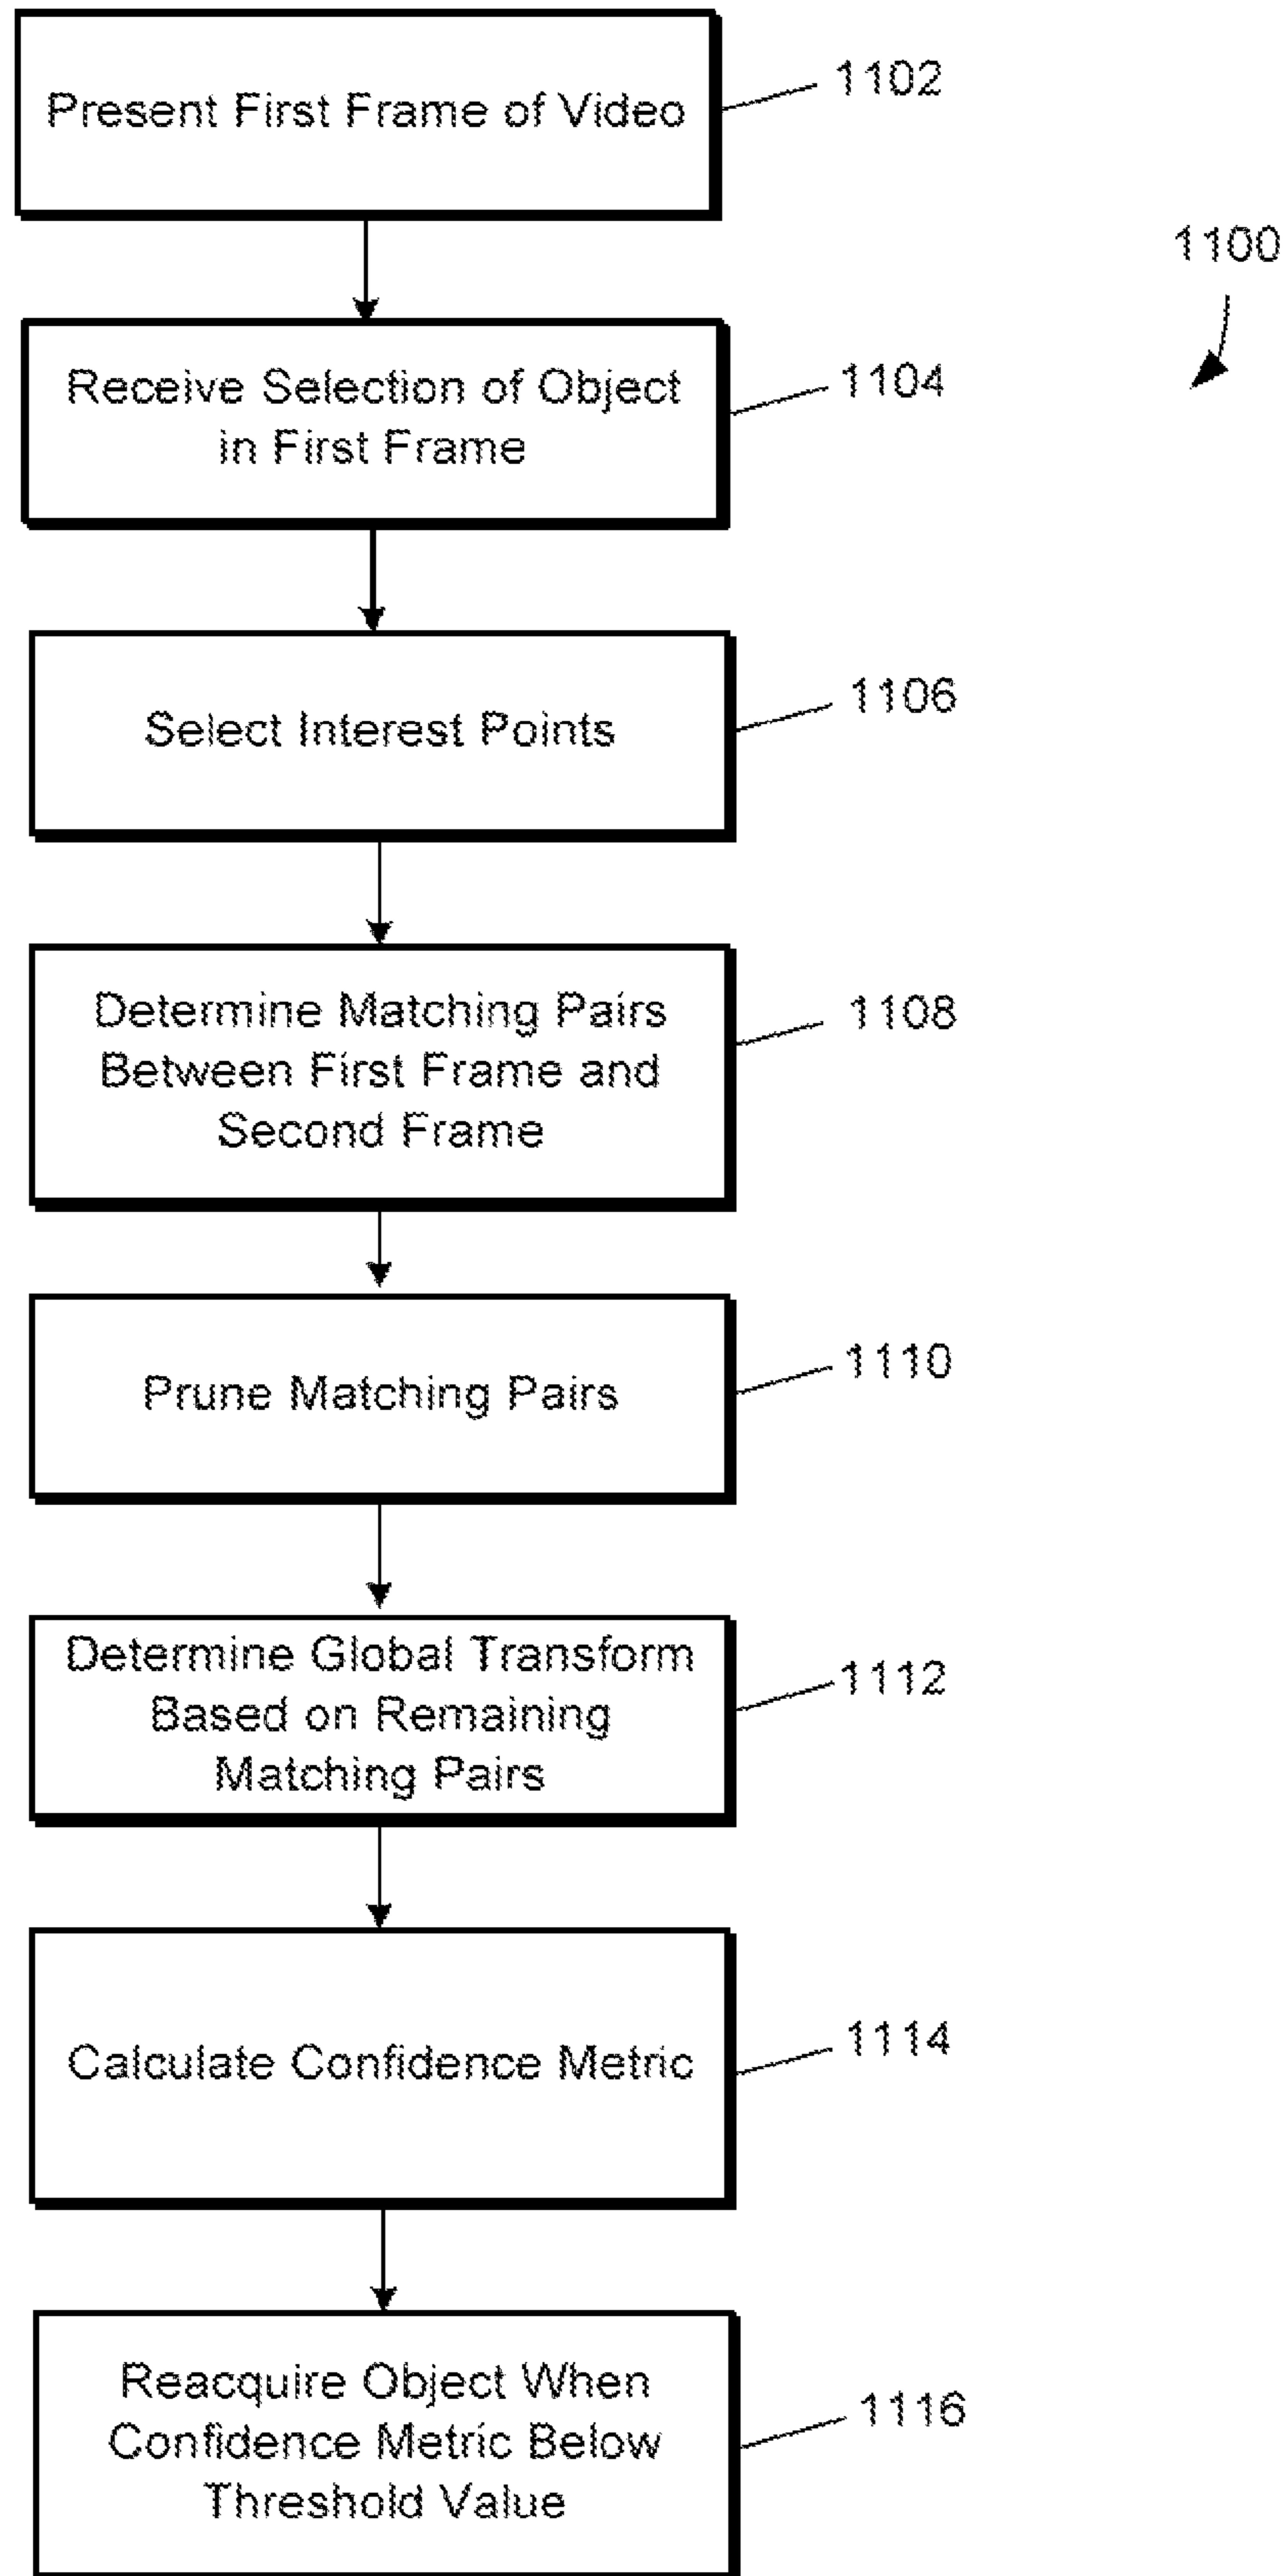 Present First Frame of Video
1102
1100
Receive Selection of Object
in First Frame
1104
Select Interest Points
1106
Determine Matching Pairs
Between First Frame and
Second Frame
1108
Prune Matching Pairs
1110
Determine Global Transform
Based on Remaining
Matching Pairs
1112
Calculate Confidence Metric
1114
Reacquire Object When
Confidence Metric Below
Threshold Value
1116